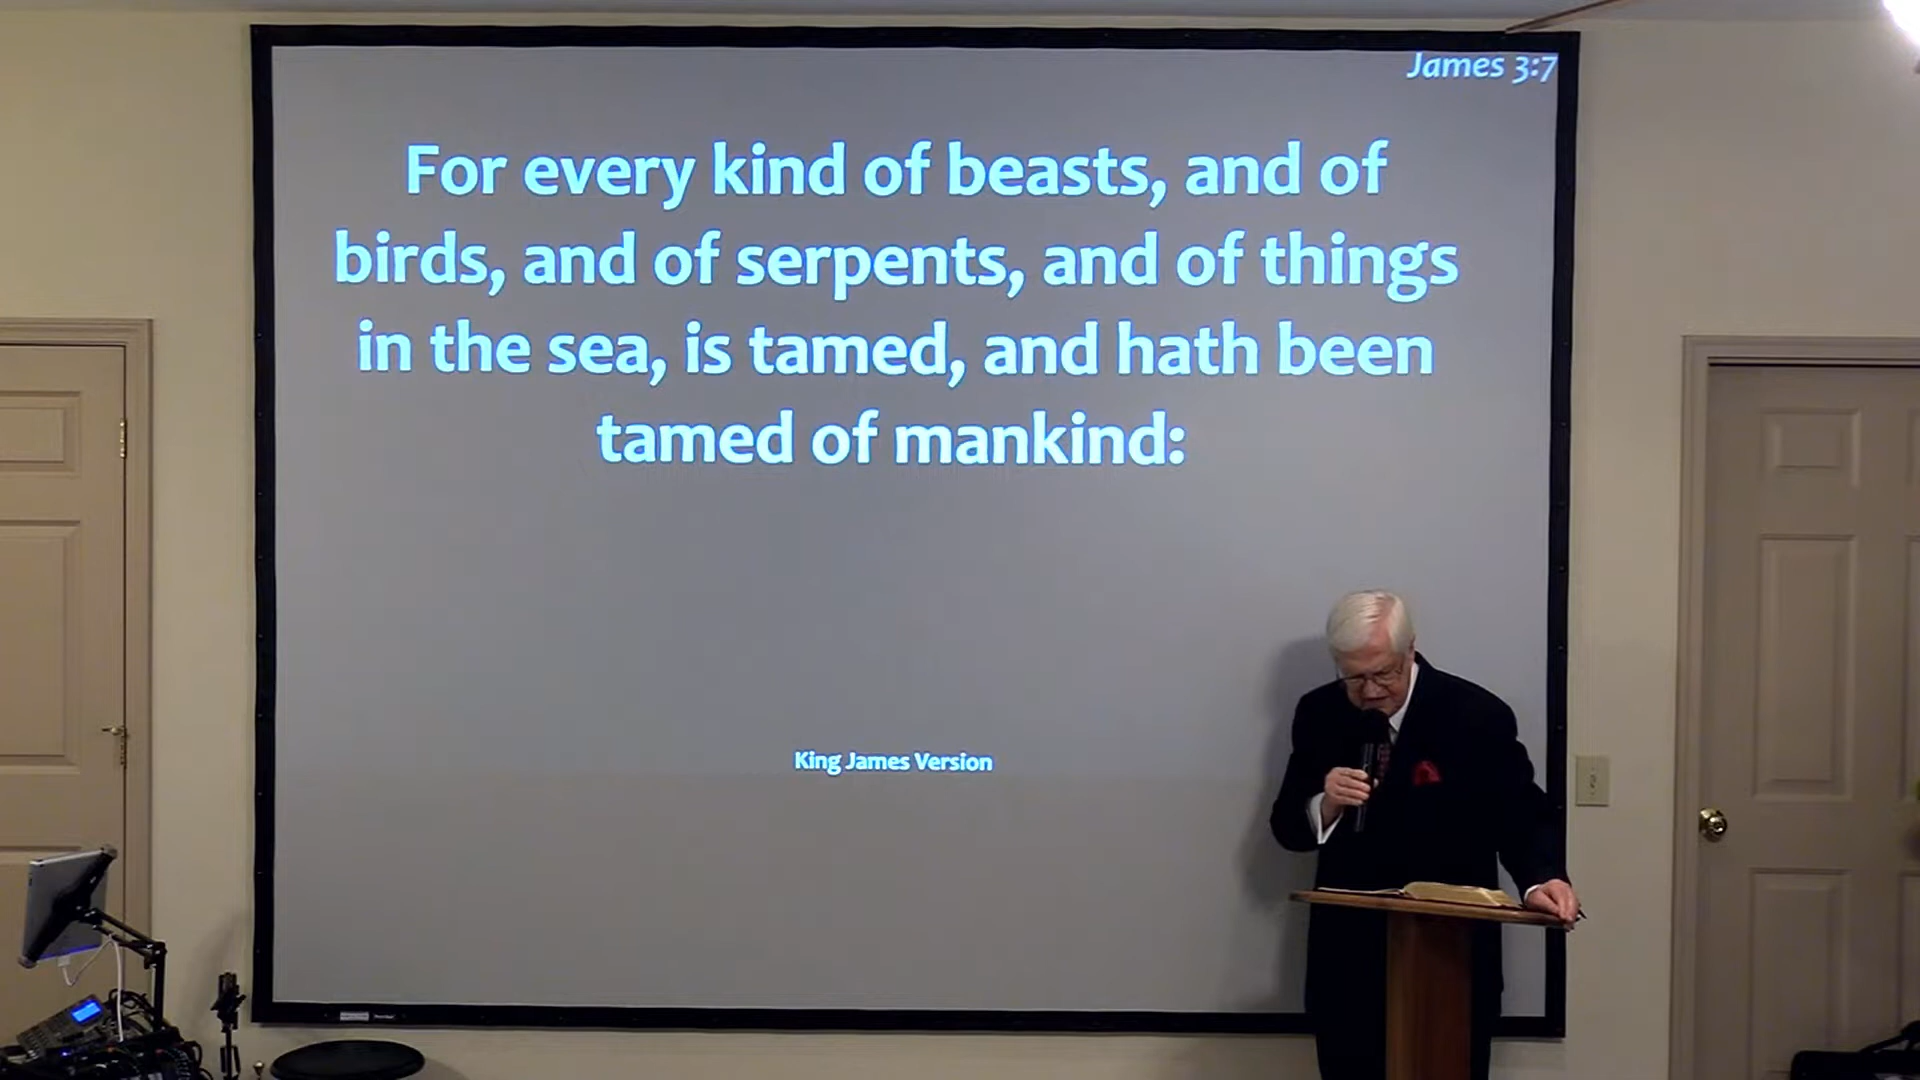 James 3:7
For every kind of beasts, and of
birds, and of serpents, and of things
in the sea, is tamed, and hath been
tamed of mankind:
King James Version